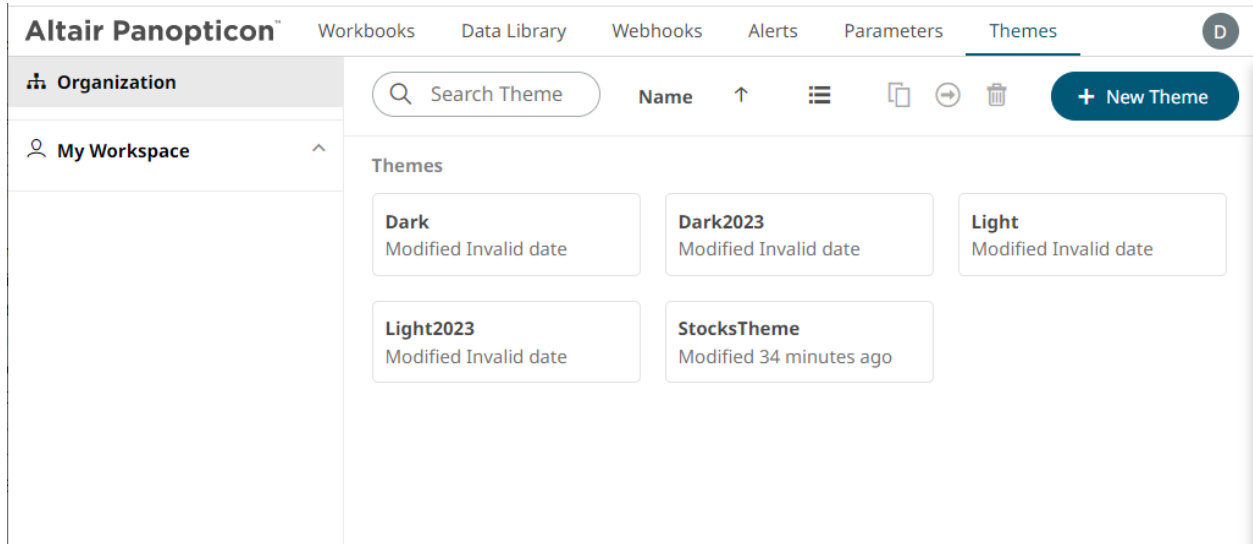 Altair Panopticon™ Workbooks Data Library Webhooks Alerts Parameters Themes D
Organization
Search Theme Name ↑ + New Theme
My Workspace
Themes
Dark Dark2023 Light
Modified Invalid date Modified Invalid date Modified Invalid date
Light2023 StocksTheme
Modified Invalid date Modified 34 minutes ago